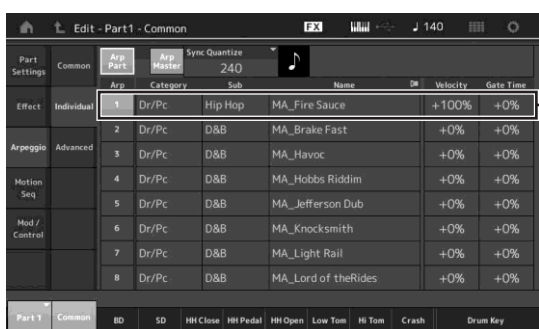 Edit - Part1 - Common FX 140
Part Settings Common Arp Part Arp Master Sync Quantize 240
Arp Category Sub Name Velocity Gate Time
Effect Individual 1 Dr/Pc Hip Hop MA_Fire Sauce +100% +0%
2 Dr/Pc D&B MA_Brake Fast +0% +0%
Arpeggio Advanced 3 Dr/Pc D&B MA_Havoc +0% +0%
Motion Seq 4 Dr/Pc D&B MA_Hobbs Riddim +0% +0%
5 Dr/Pc D&B MA_Jefferson Dub +0% +0%
Mod / Control 6 Dr/Pc D&B MA_Knocksmith +0% +0%
7 Dr/Pc D&B MA_Light Rail +0% +0%
8 Dr/Pc D&B MA_Lord of theRides +0% +0%
Part 1 Common BD SD HH Close HH Pedal HH Open Low Tom Hi Tom Crash Drum Key